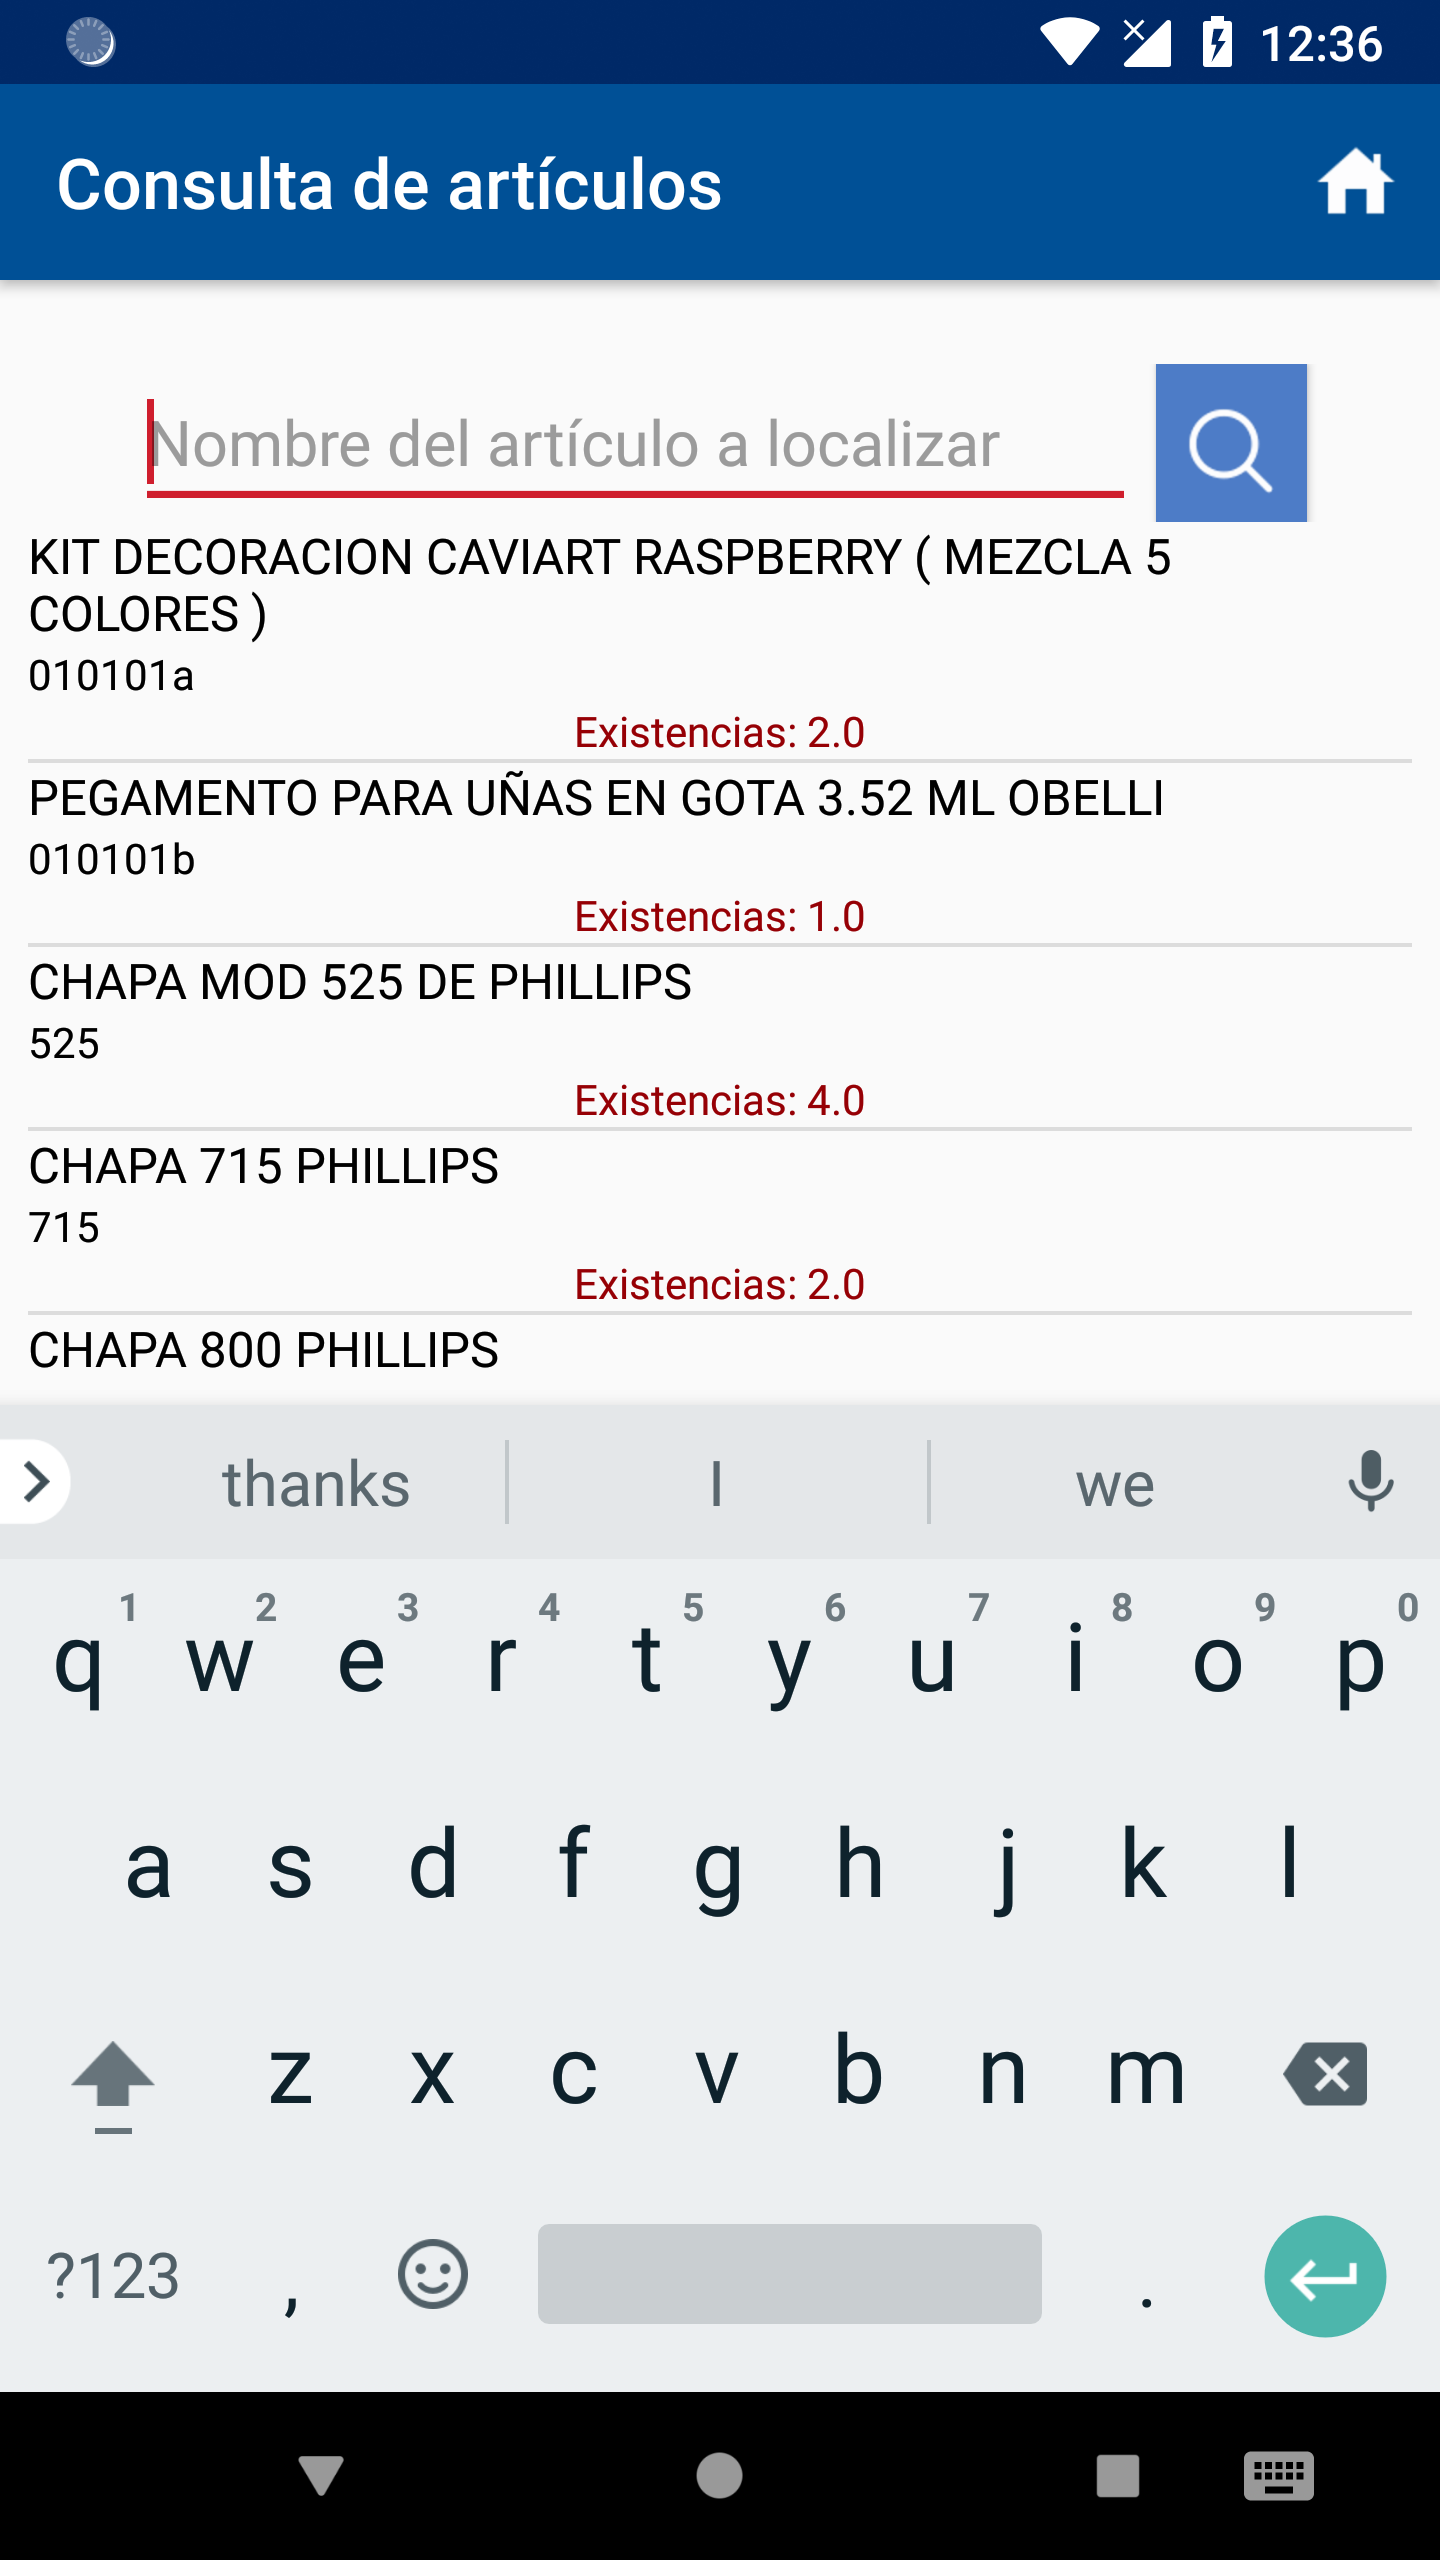 12:36
Consulta de artículos
Nombre del artículo a localizar
KIT DECORACION CAVIART RASPBERRY ( MEZCLA 5
COLORES )
010101a
Existencias: 2.0
PEGAMENTO PARA UÑAS EN GOTA 3.52 ML OBELLI
010101b
Existencias: 1.0
CHAPA MOD 525 DE PHILLIPS
525
Existencias: 4.0
CHAPA 715 PHILLIPS
715
Existencias: 2.0
CHAPA 800 PHILLIPS
thanks I we
1 2 3 4 5 6 7 8 9 0
q w e r t y u i o p
a s d f g h j k l
z x c v b n m
?123 , .